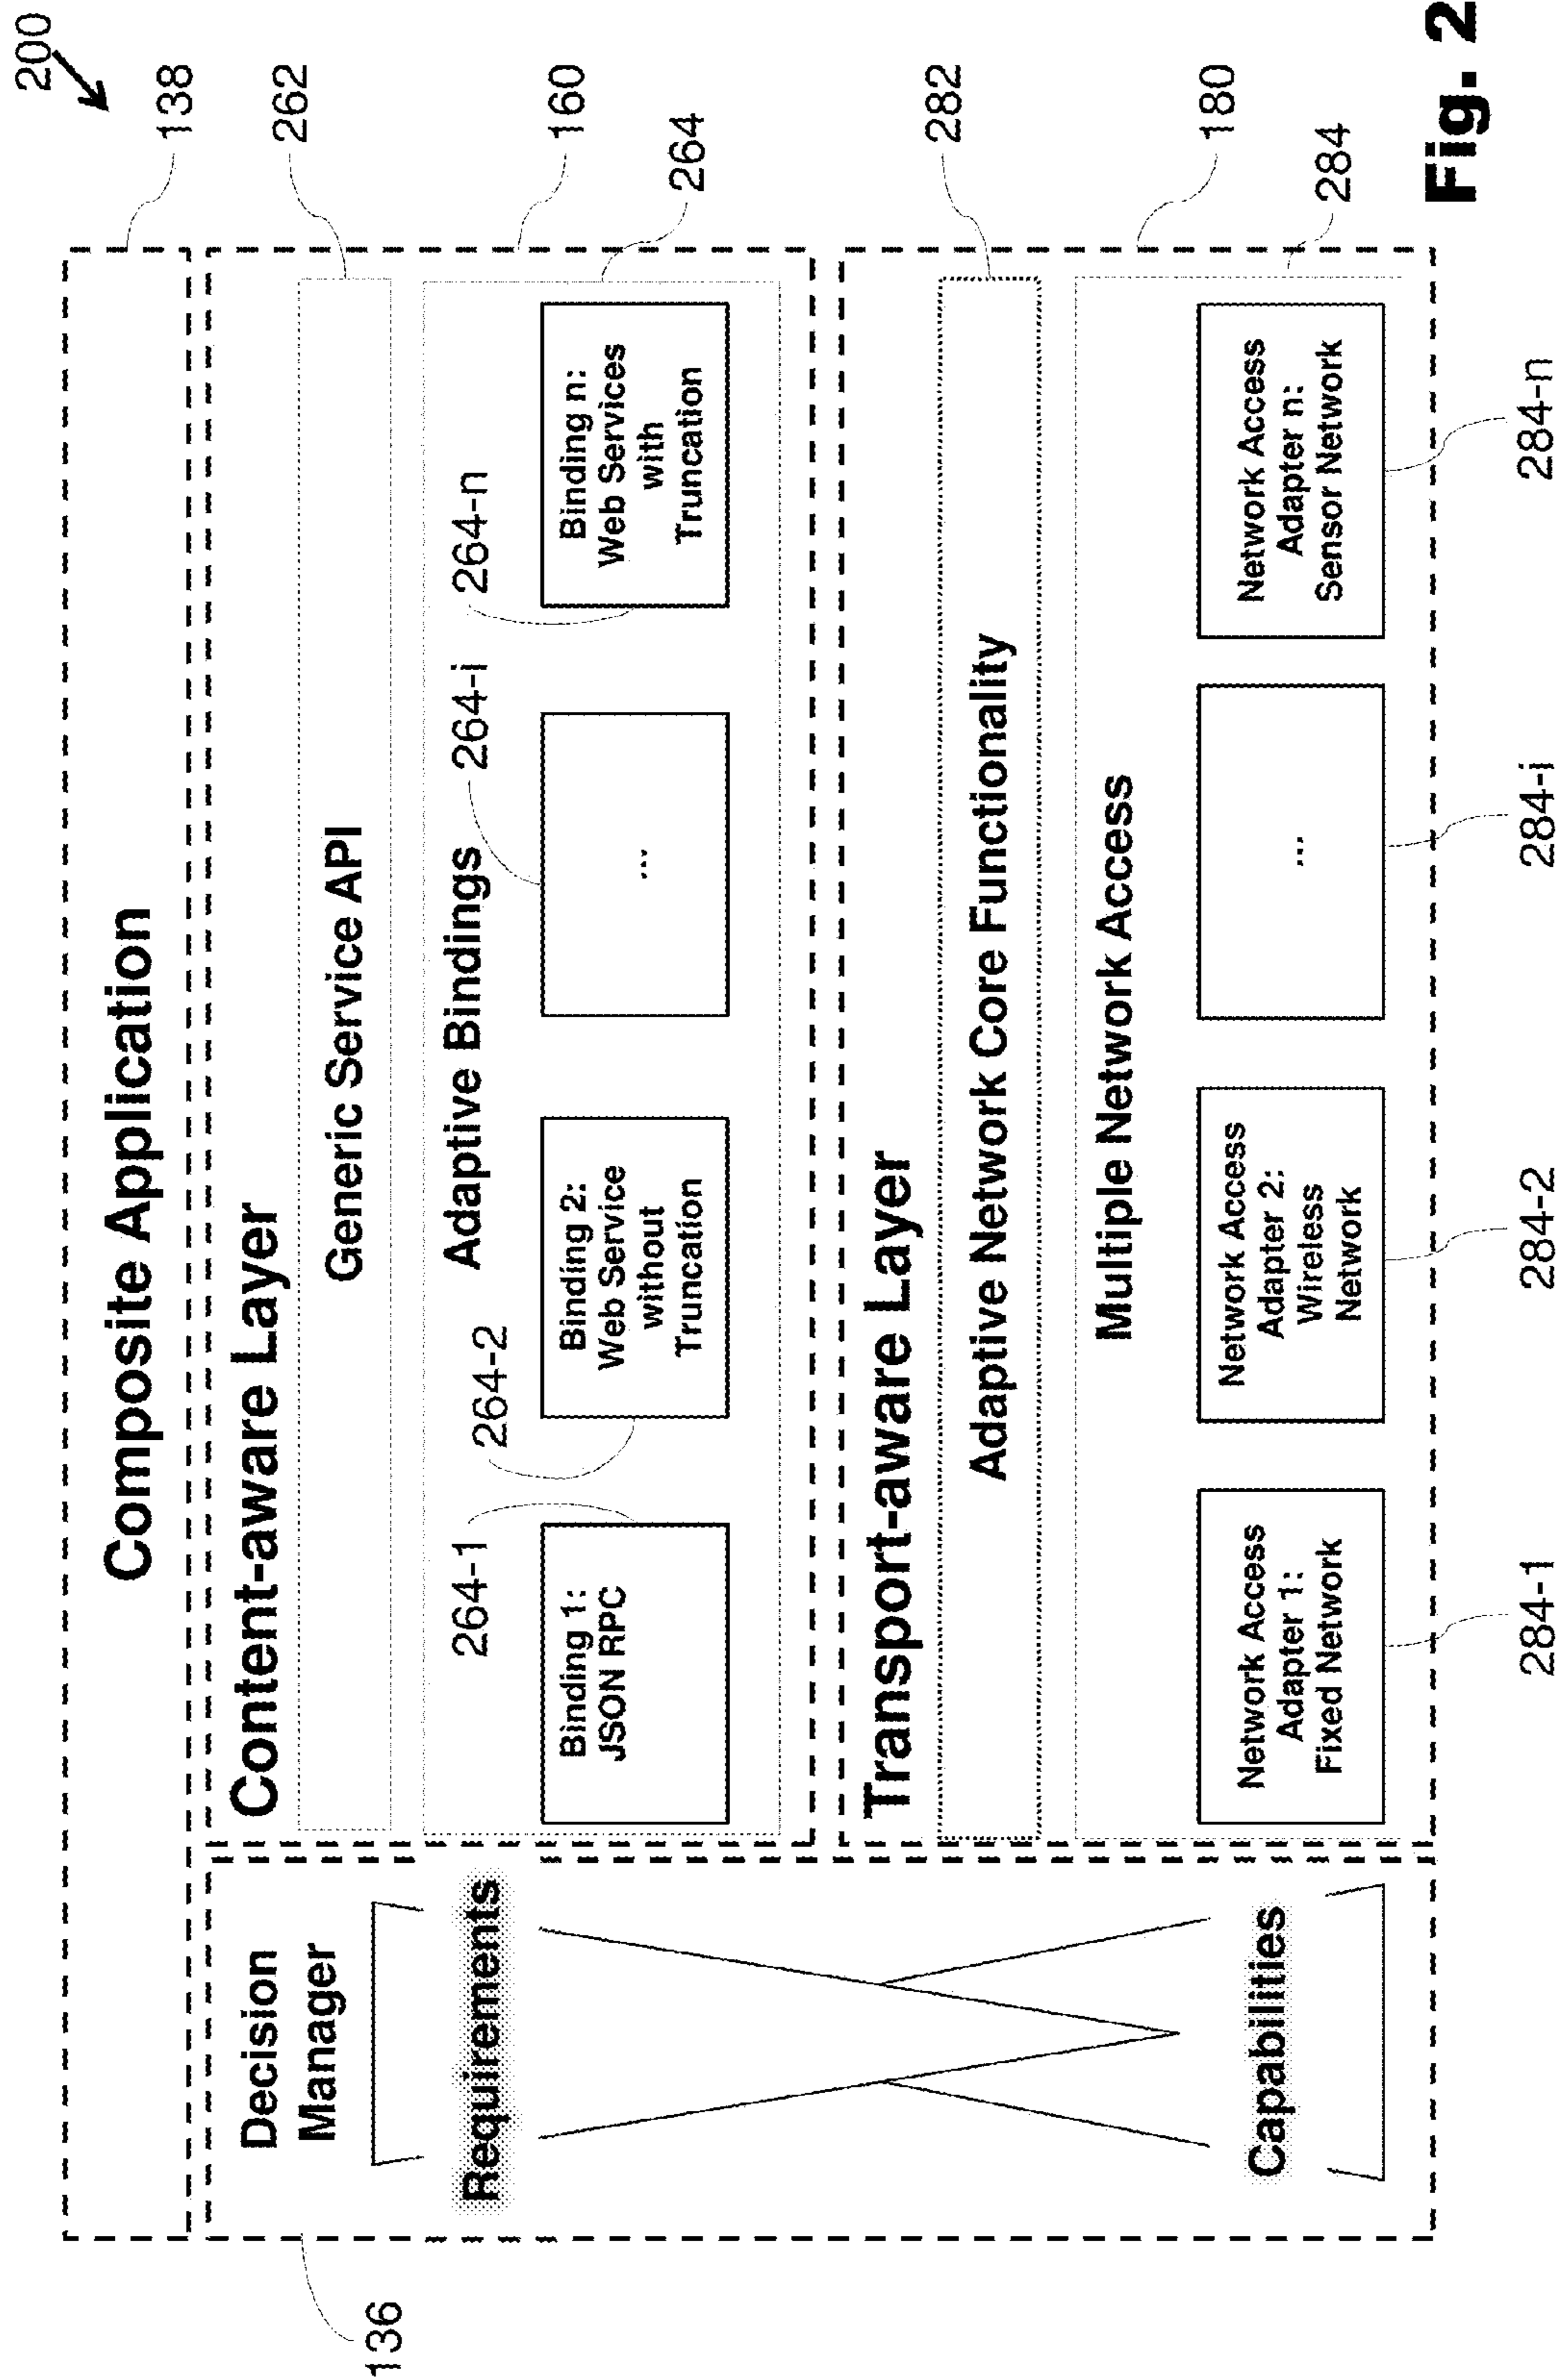 200
138
Composite Application
136
Decision
Manager
Requirements
Capabilities
Content-aware Layer
262
Generic Service API
160
264
Adaptive Bindings
264-1
Binding 1:
JSON RPC
264-2
Binding 2:
Web Service
without
Truncation
264-i
...
264-n
Binding n:
Web Services
with
Truncation
Transport-aware Layer
282
Adaptive Network Core Functionality
180
284
Multiple Network Access
Network Access
Adapter 1:
Fixed Network
284-1
Network Access
Adapter 2:
Wireless
Network
284-2
...
284-i
Network Access
Adapter n:
Sensor Network
284-n
Fig. 2